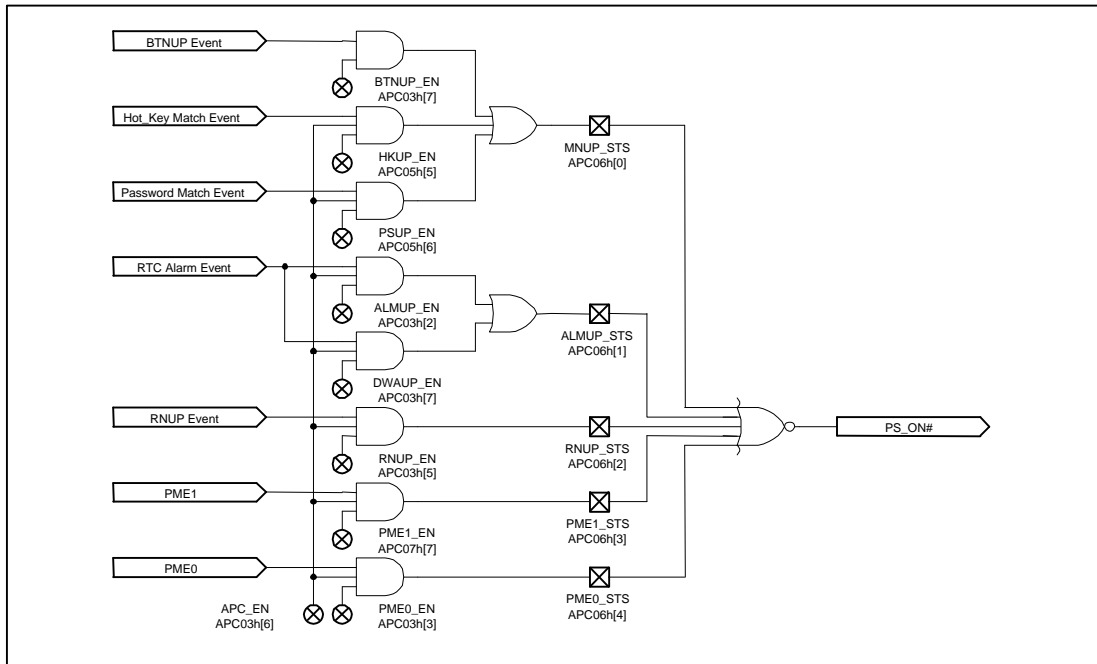 BTNUP Event
BTNUP_EN
APC03h[7]
Hot_Key Match Event
HKUP_EN
APC05h[5]
MNUP_STS
APC06h[0]
Password Match Event
PSUP_EN
APC05h[6]
RTC Alarm Event
ALMUP_EN
APC03h[2]
ALMUP_STS
APC06h[1]
DWAUP_EN
APC03h[7]
RNUP Event
RNUP_EN
APC03h[5]
RNUP_STS
APC06h[2]
PS_ON#
PME1
PME1_EN
APC07h[7]
PME1_STS
APC06h[3]
PME0
APC_EN
APC03h[6]
PME0_EN
APC03h[3]
PME0_STS
APC06h[4]